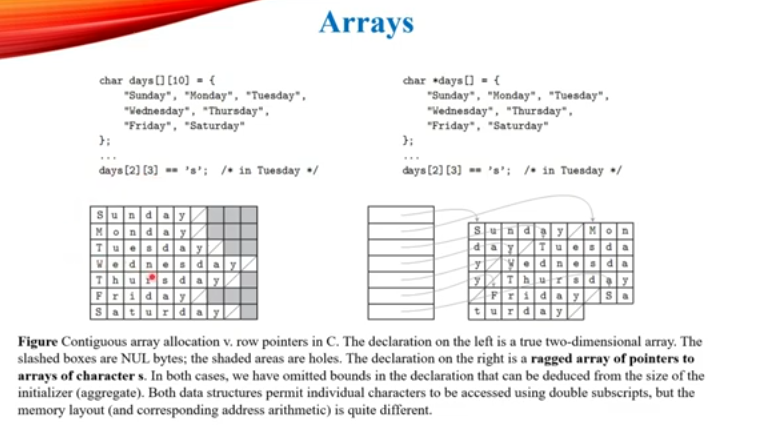 Arrays
char days[][10] = {
"Sunday", "Monday", "Tuesday",
"Wednesday", "Thursday",
"Friday", "Saturday"
};
...
days[2][3] == 's'; /* in Tuesday */
char *days[] = {
"Sunday", "Monday", "Tuesday",
"Wednesday", "Thursday",
"Friday", "Saturday"
};
...
days[2][3] == 's'; /* in Tuesday */
S u n d a y
M o n d a y
T u e s d a y
W e d n e s d a y
T h u r s d a y
F r i d a y
S a t u r d a y
S u n d a y M o n
d a y T u e s d a
y W e d n e s d a
y T h u r s d a y
F r i d a y S a
t u r d a y
Figure Contiguous array allocation v. row pointers in C. The declaration on the left is a true two-dimensional array. The
slashed boxes are NUL bytes; the shaded areas are holes. The declaration on the right is a ragged array of pointers to
arrays of character s. In both cases, we have omitted bounds in the declaration that can be deduced from the size of the
initializer (aggregate). Both data structures permit individual characters to be accessed using double subscripts, but the
memory layout (and corresponding address arithmetic) is quite different.